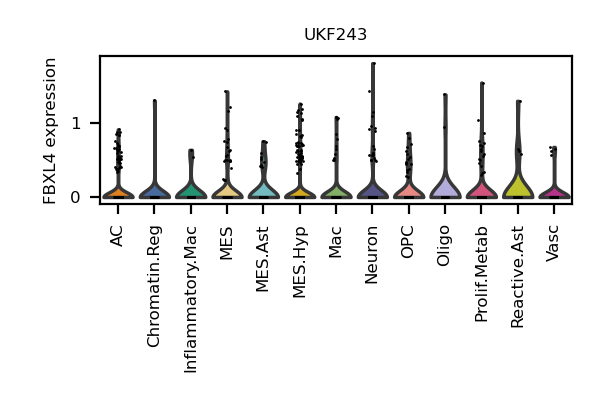 UKF243
FBXL4 expression
1
0
AC
Chromatin.Reg
Inflammatory.Mac
MES
MES.Ast
MES.Hyp
Mac
Neuron
OPC
Oligo
Prolif.Metab
Reactive.Ast
Vasc